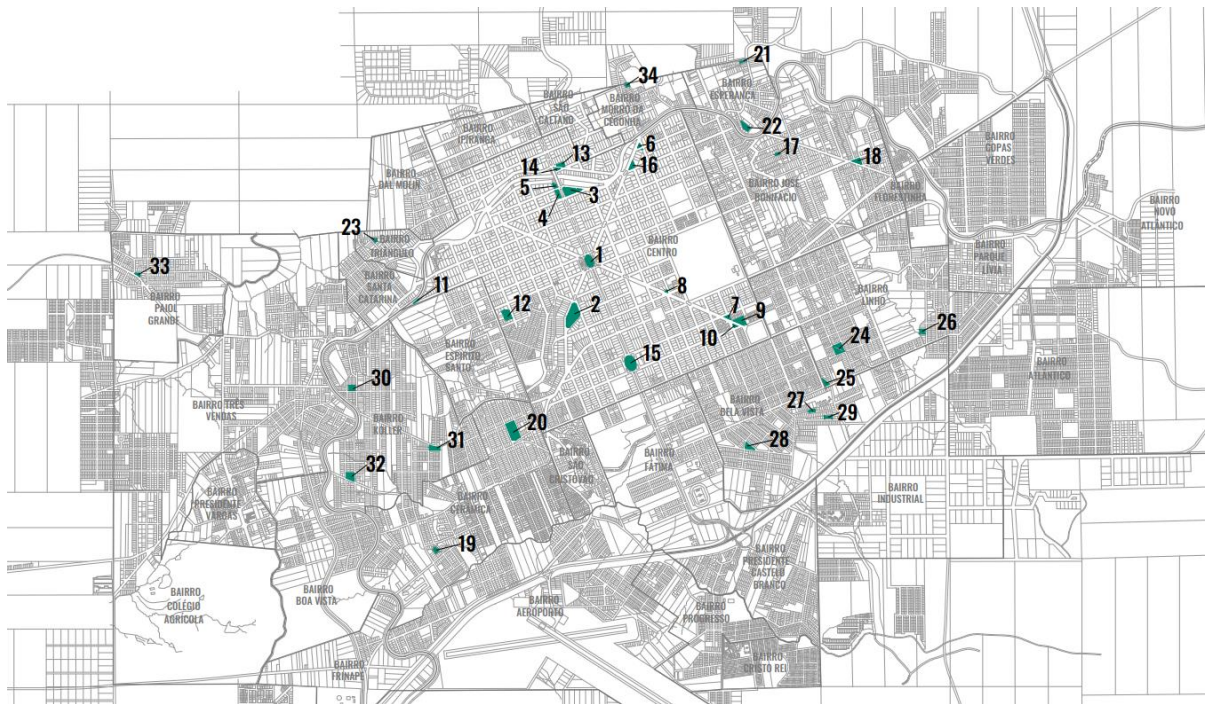 21
34
BAIRRO
ESPERANÇA
BAIRRO
SÃO
CAETANO
BAIRRO
MORRO DA
CEGONHA
BAIRRO
IPIRANGA
22
BAIRRO
COPAS
VERDES
6
17
18
13
14
16
BAIRRO
DAL MOLIN
5
3
4
BAIRRO JOSÉ
BONIFÁCIO
BAIRRO
FLORESTINHA
BAIRRO
NOVO
ATLÂNTICO
23
BAIRRO
TRIÂNGULO
BAIRRO
CENTRO
BAIRRO
PARQUE
LÍVIA
33
1
BAIRRO
SANTA
CATARINA
11
8
BAIRRO
PAIOL
GRANDE
BAIRRO
LINHO
12
2
7
9
10
26
24
BAIRRO
ESPÍRITO
SANTO
15
BAIRRO
ATLÂNTICO
30
25
BAIRRO TRÊS
VENDAS
BAIRRO
KOLLER
BAIRRO
BELA VISTA
27
29
20
31
28
BAIRRO
SÃO
CRISTÓVÃO
BAIRRO
FÁTIMA
32
BAIRRO
INDUSTRIAL
BAIRRO
PRESIDENTE
VARGAS
BAIRRO
CERÂMICA
19
BAIRRO
PRESIDENTE
CASTELO
BRANCO
BAIRRO
COLÉGIO
AGRÍCOLA
BAIRRO
BOA VISTA
BAIRRO
AEROPORTO
BAIRRO
PROGRESSO
BAIRRO
FRINAPE
BAIRRO
CRISTO REI